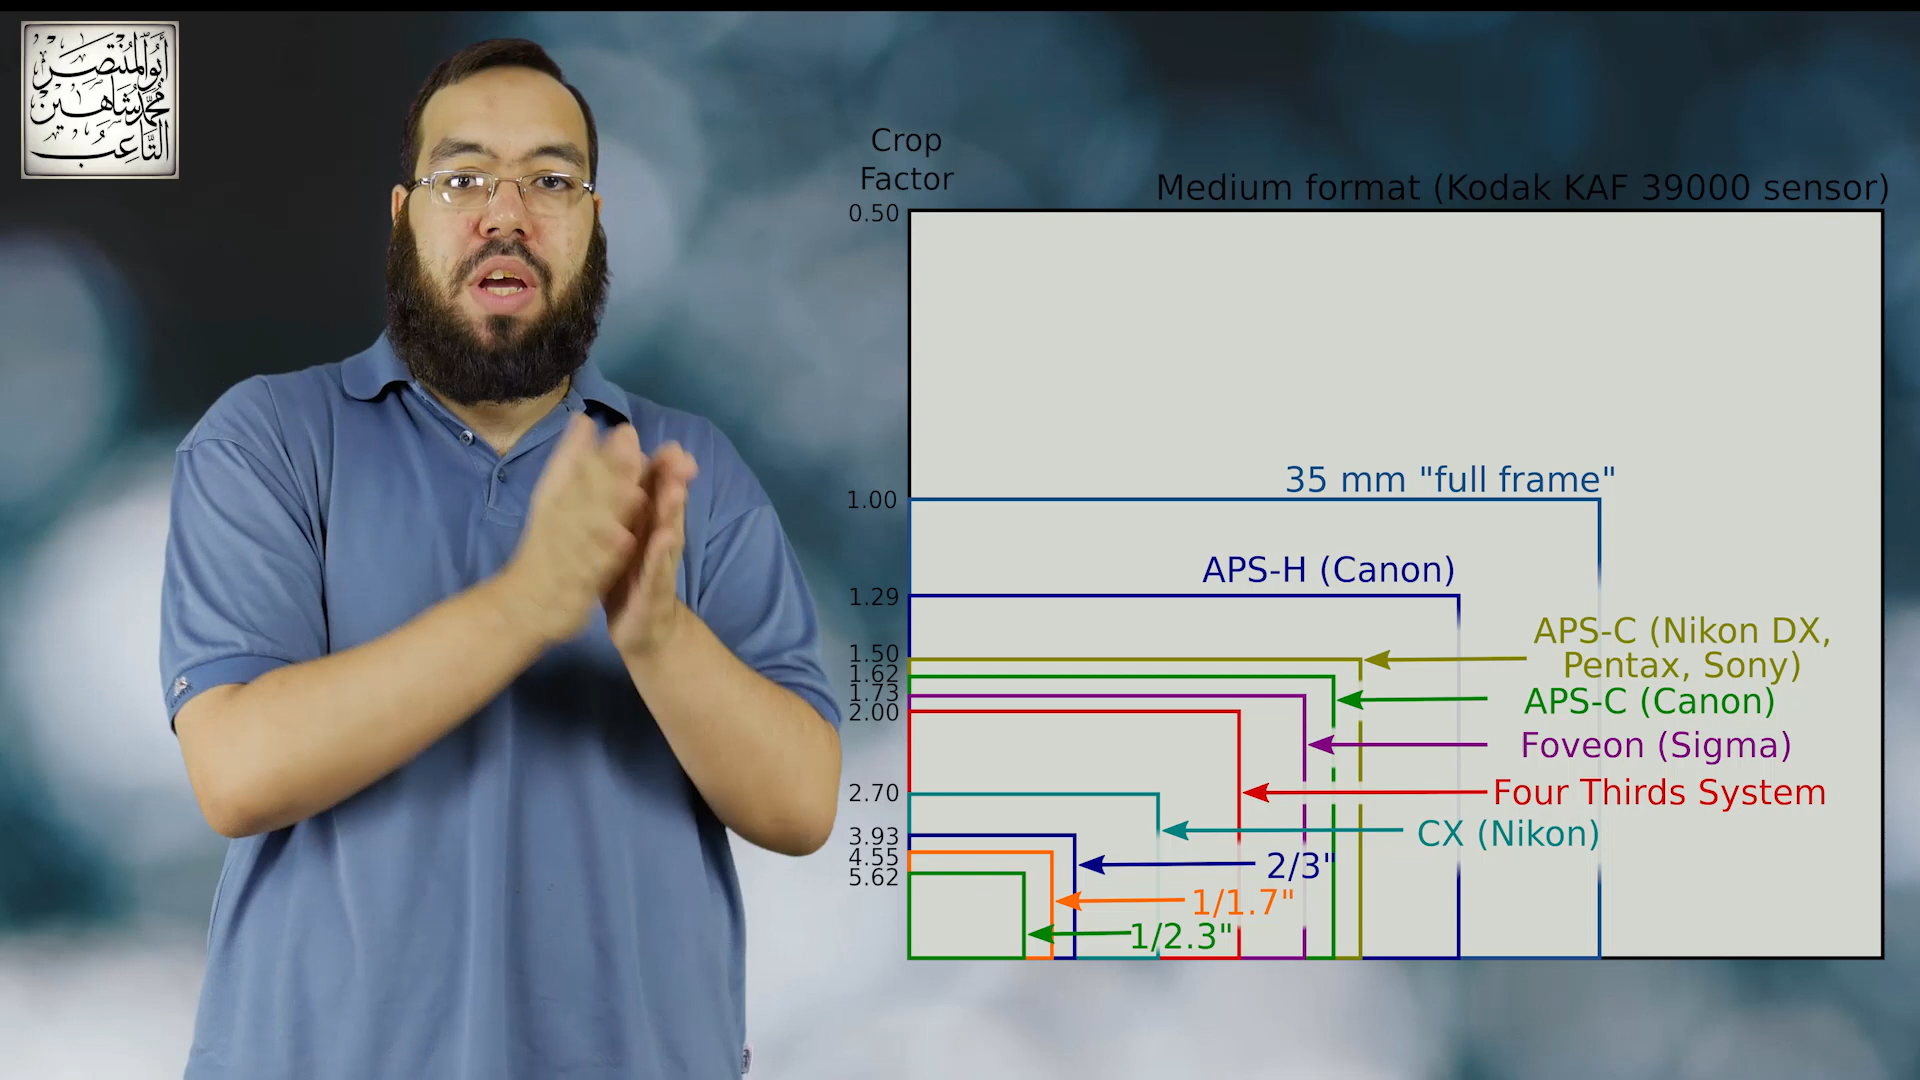 أبو المنتصر
محمد شاهين
التاعب
Crop
Factor
0.50
Medium format (Kodak KAF 39000 sensor)
35 mm "full frame"
1.00
APS-H (Canon)
1.29
APS-C (Nikon DX,
Pentax, Sony)
1.50
1.62
APS-C (Canon)
1.73
2.00
Foveon (Sigma)
Four Thirds System
2.70
CX (Nikon)
3.93
2/3"
4.55
5.62
1/1.7"
1/2.3"